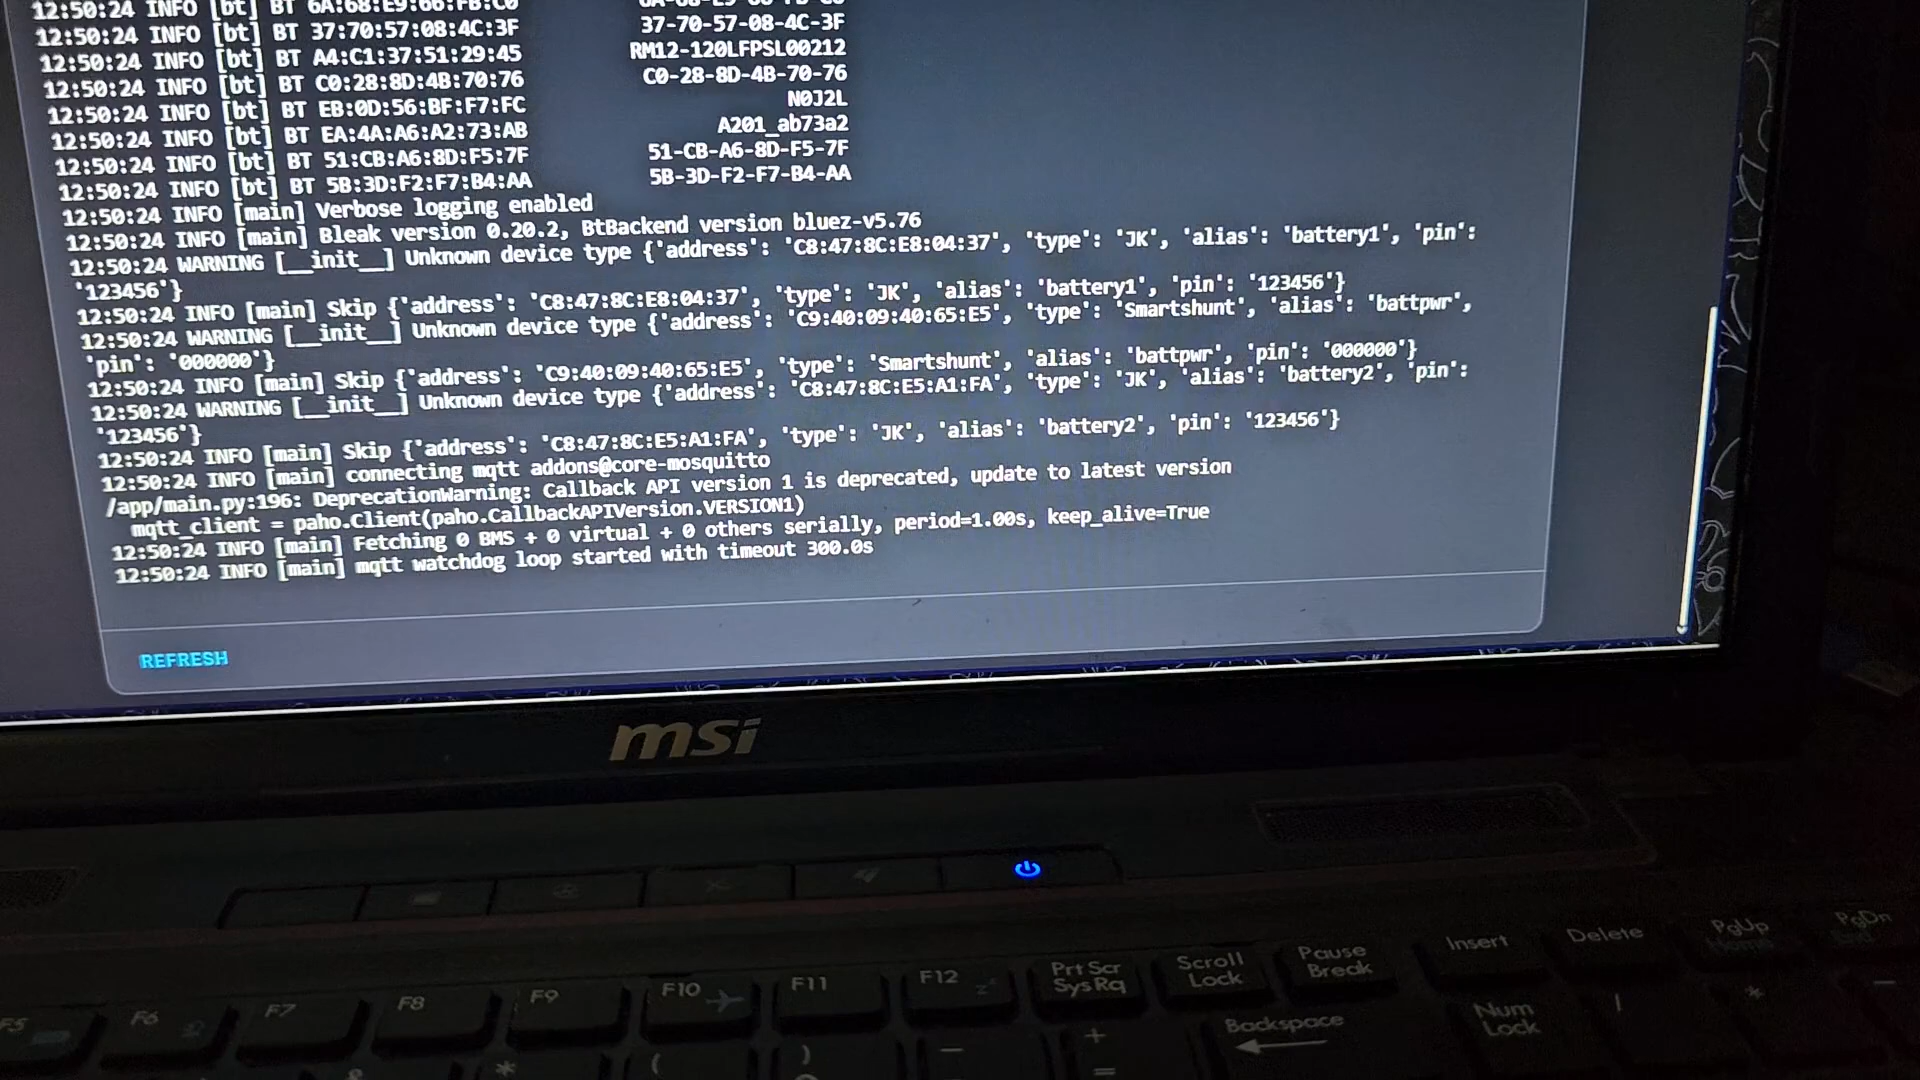 12:50:24 INFO [bt] BT 6A:68:E9:66:FB:C0
12:50:24 INFO [bt] BT 37:70:57:08:4C:3F 37-70-57-08-4C-3F
12:50:24 INFO [bt] BT A4:C1:37:51:29:45 RM12-120LFPSL00212
12:50:24 INFO [bt] BT C0:28:8D:4B:70:76 C0-28-8D-4B-70-76
12:50:24 INFO [bt] BT EB:0D:56:BF:F7:FC N0J2L
12:50:24 INFO [bt] BT EA:4A:A6:A2:73:AB A201_ab73a2
12:50:24 INFO [bt] BT 51:CB:A6:8D:F5:7F 51-CB-A6-8D-F5-7F
12:50:24 INFO [bt] BT 5B:3D:F2:F7:B4:AA 5B-3D-F2-F7-B4-AA
12:50:24 INFO [main] Verbose logging enabled
12:50:24 INFO [main] Bleak version 0.20.2, BtBackend version bluez-v5.76
12:50:24 WARNING [__init__] Unknown device type {'address': 'C8:47:8C:E8:04:37', 'type': 'JK', 'alias': 'battery1', 'pin':
'123456'}
12:50:24 INFO [main] Skip {'address': 'C8:47:8C:E8:04:37', 'type': 'JK', 'alias': 'battery1', 'pin': '123456'}
12:50:24 WARNING [__init__] Unknown device type {'address': 'C9:40:09:40:65:E5', 'type': 'Smartshunt', 'alias': 'battpwr',
'pin': '000000'}
12:50:24 INFO [main] Skip {'address': 'C9:40:09:40:65:E5', 'type': 'Smartshunt', 'alias': 'battpwr', 'pin': '000000'}
12:50:24 WARNING [__init__] Unknown device type {'address': 'C8:47:8C:E5:A1:FA', 'type': 'JK', 'alias': 'battery2', 'pin':
'123456'}
12:50:24 INFO [main] Skip {'address': 'C8:47:8C:E5:A1:FA', 'type': 'JK', 'alias': 'battery2', 'pin': '123456'}
12:50:24 INFO [main] connecting mqtt addons@core-mosquitto
/app/main.py:196: DeprecationWarning: Callback API version 1 is deprecated, update to latest version
mqtt_client = paho.Client(paho.CallbackAPIVersion.VERSION1)
12:50:24 INFO [main] Fetching 0 BMS + 0 virtual + 0 others serially, period=1.00s, keep_alive=True
12:50:24 INFO [main] mqtt watchdog loop started with timeout 300.0s
REFRESH
msi
F5 F6 F7 F8 F9 F10 F11 F12 Prt Scr
SysRq Scroll
Lock Pause
Break Insert Delete PgUp
Home PgDn
End
Backspace Num
Lock / * -
* ( ) - + =